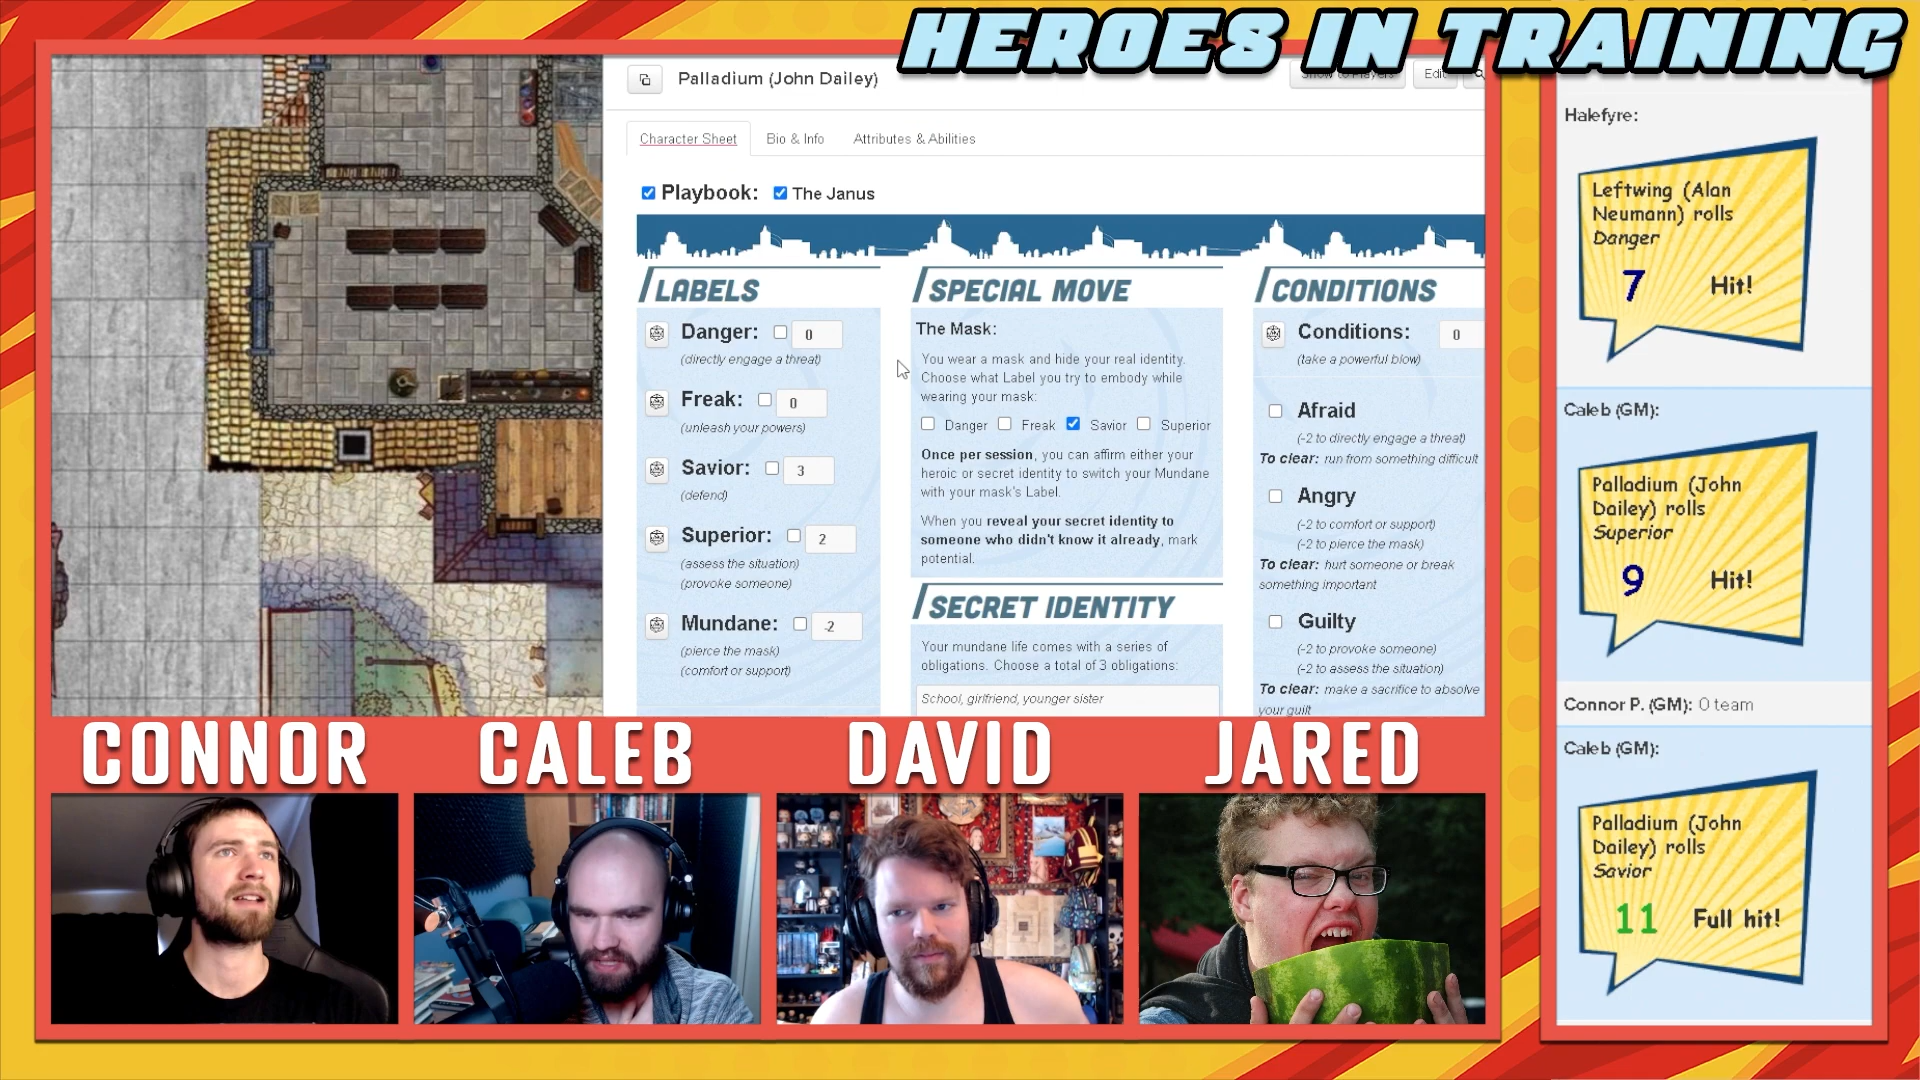 HEROES IN TRAINING
Palladium (John Dailey)
Show to Players
Edit
Character Sheet
Bio & Info
Attributes & Abilities
Playbook:
The Janus
LABELS
Danger:
0
(directly engage a threat)
Freak:
0
(unleash your powers)
Savior:
3
(defend)
Superior:
2
(assess the situation)
(provoke someone)
Mundane:
-2
(pierce the mask)
(comfort or support)
SPECIAL MOVE
The Mask:
You wear a mask and hide your real identity.
Choose what Label you try to embody while
wearing your mask:
Danger Freak Savior Superior
Once per session, you can affirm either your
heroic or secret identity to switch your Mundane
with your mask's Label.
When you reveal your secret identity to
someone who didn't know it already, mark
potential.
SECRET IDENTITY
Your mundane life comes with a series of
obligations. Choose a total of 3 obligations:
School, girlfriend, younger sister
CONDITIONS
Conditions:
0
(take a powerful blow)
Afraid
(-2 to directly engage a threat)
To clear: run from something difficult
Angry
(-2 to comfort or support)
(-2 to pierce the mask)
To clear: hurt someone or break
something important
Guilty
(-2 to provoke someone)
(-2 to assess the situation)
To clear: make a sacrifice to absolve
your guilt
Halefyre:
Leftwing (Alan
Neumann) rolls
Danger
7 Hit!
Caleb (GM):
Palladium (John
Dailey) rolls
Superior
9 Hit!
Connor P. (GM): 0 team
Caleb (GM):
Palladium (John
Dailey) rolls
Savior
11 Full hit!
CONNOR
CALEB
DAVID
JARED